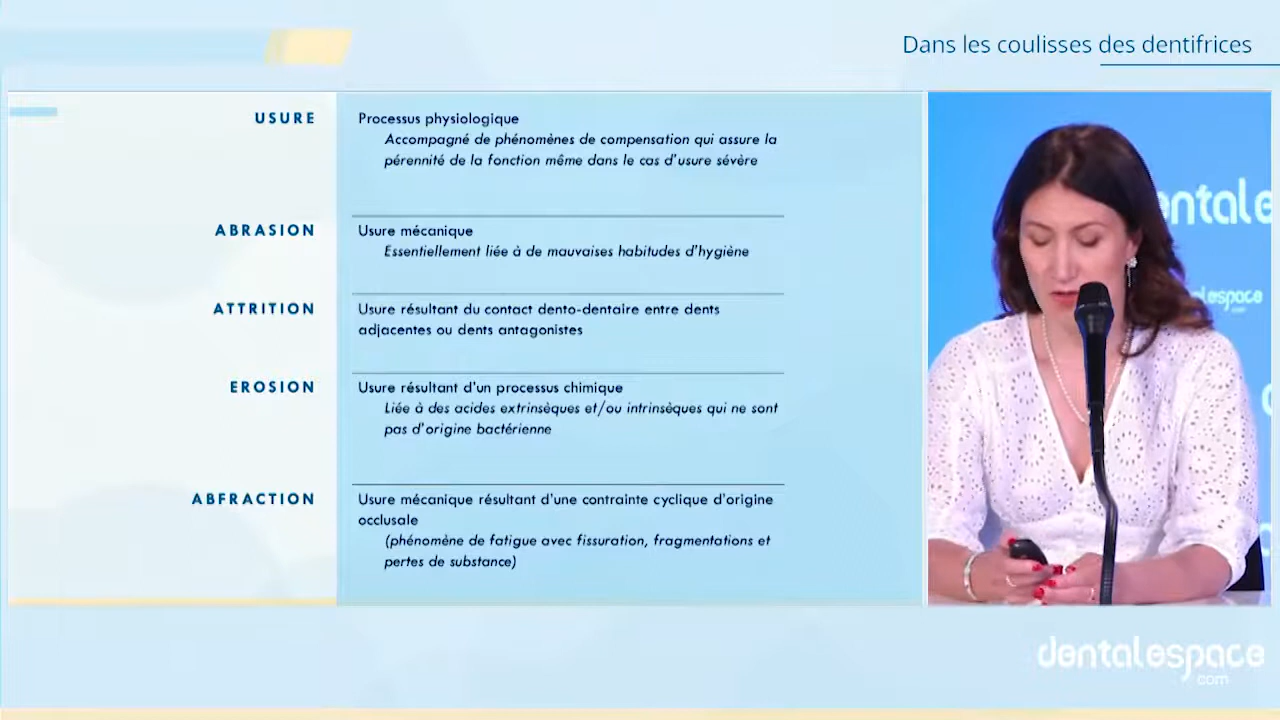 Dans les coulisses des dentifrices
USURE
Processus physiologique
Accompagné de phénomènes de compensation qui assure la
pérennité de la fonction même dans le cas d'usure sévère
ABRASION
Usure mécanique
Essentiellement liée à de mauvaises habitudes d'hygiène
ATTRITION
Usure résultant du contact dento-dentaire entre dents
adjacentes ou dents antagonistes
EROSION
Usure résultant d'un processus chimique
Liée à des acides extrinsèques et/ou intrinsèques qui ne sont
pas d'origine bactérienne
ABFRACTION
Usure mécanique résultant d'une contrainte cyclique d'origine
occlusale
(phénomène de fatigue avec fissuration, fragmentations et
pertes de substance)
entale
lespace
dentalespace
.com